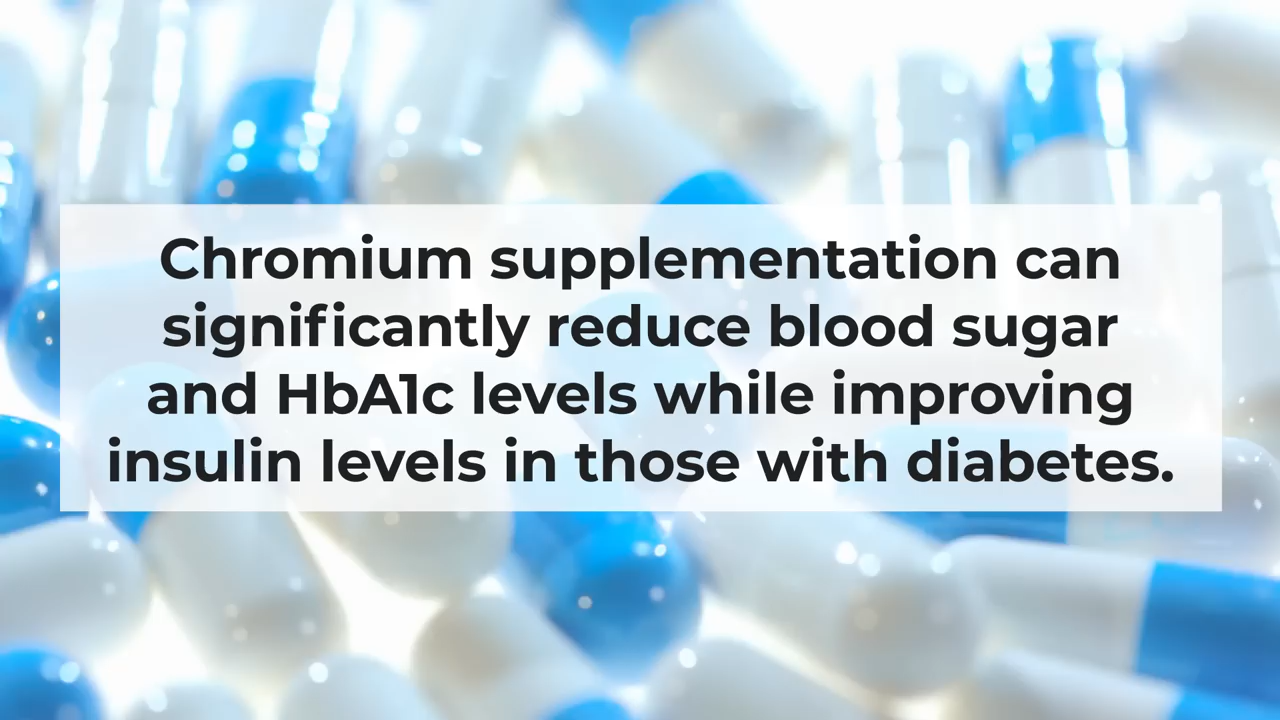 Chromium supplementation can
significantly reduce blood sugar
and HbA1c levels while improving
insulin levels in those with diabetes.